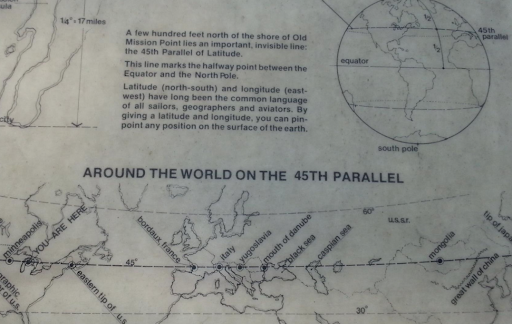 1/4"=17 miles
A few hundred feet north of the shore of Old
Mission Point lies an important, invisible line:
the 45th Parallel of Latitude.
This line marks the halfway point between the
Equator and the North Pole.
Latitude (north-south) and longitude (east-
west) have long been the common language
of all sailors, geographers and aviators. By
giving a latitude and longitude, you can pin-
point any position on the surface of the earth.
45th
parallel
equator
south pole
AROUND THE WORLD ON THE 45TH PARALLEL
minneapolis
YOU ARE HERE
45°
eastern tip of u.s.
bordaux france
italy
yugoslavia
mouth of danube
black sea
caspian sea
60°
u.s.s.r.
30°
mongolia
great wall of china
tip of japa